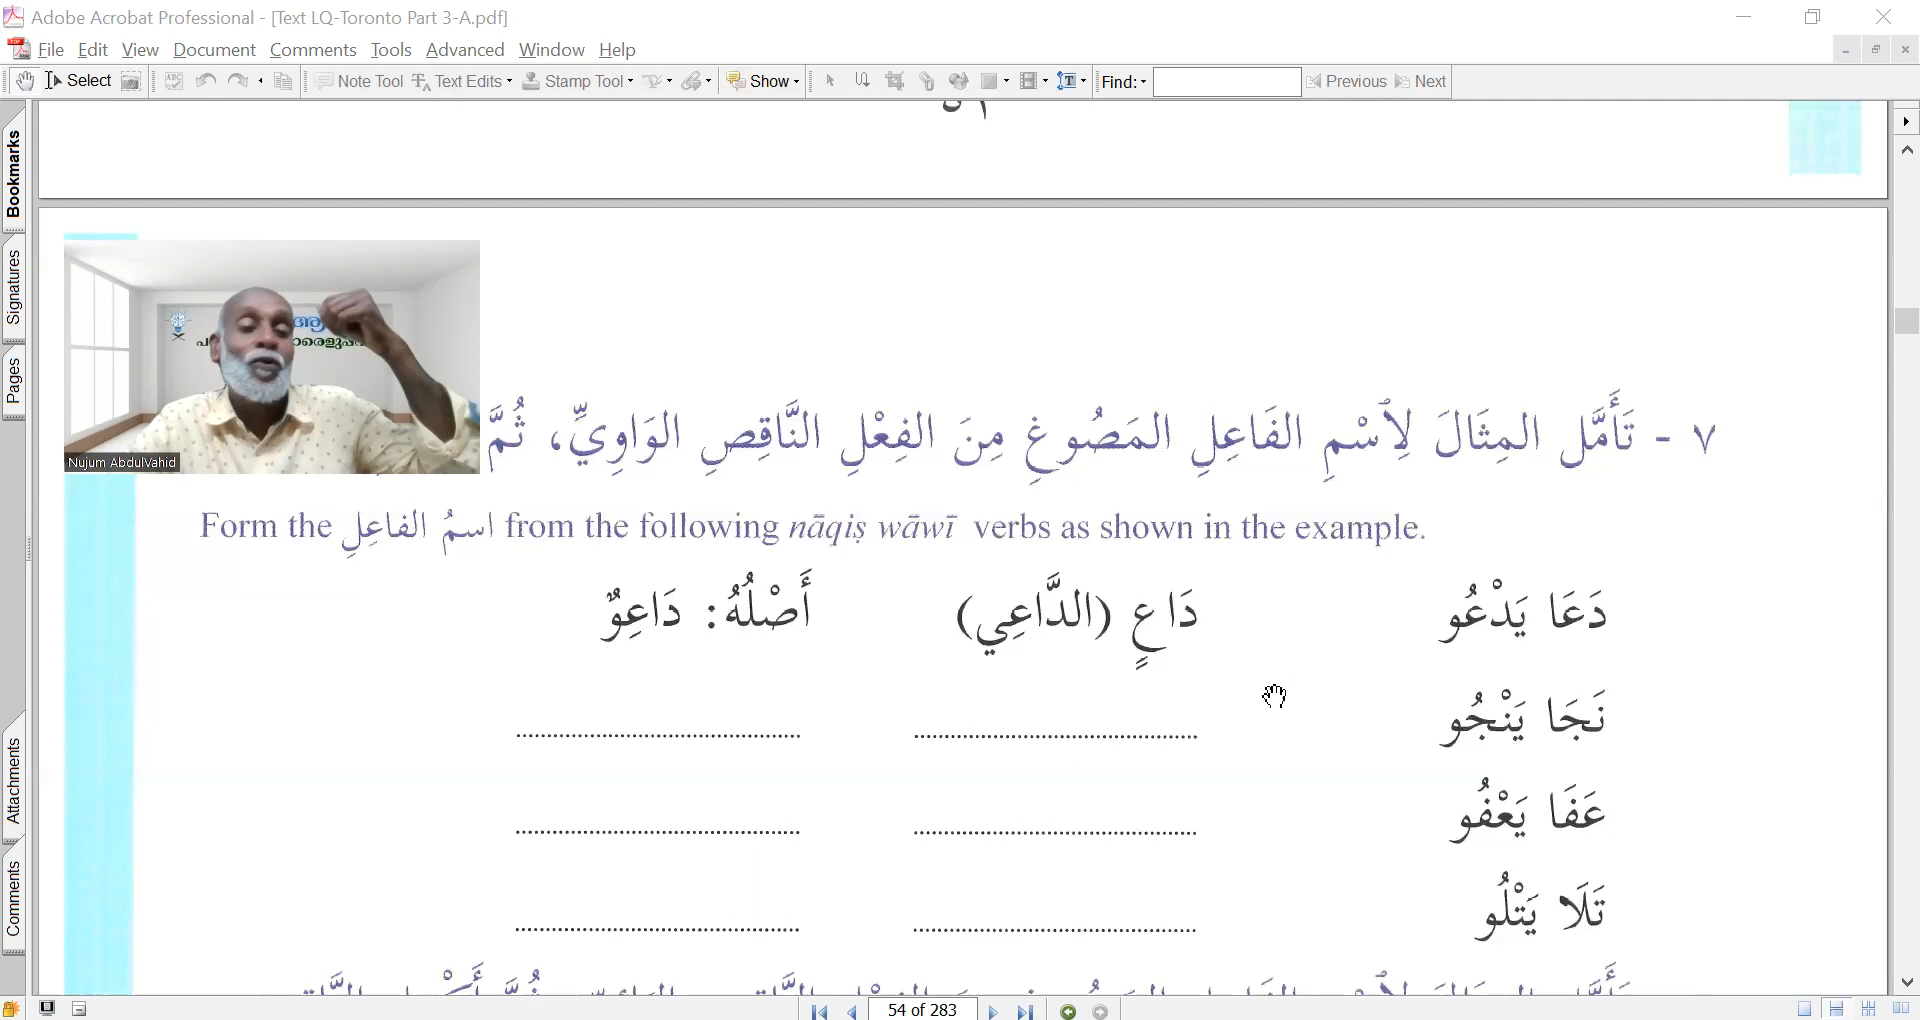 Adobe Acrobat Professional - [Text LQ-Toronto Part 3-A.pdf]
File Edit View Document Comments Tools Advanced Window Help
Select Note Tool Text Edits Stamp Tool Show Find: Previous Next
Bookmarks
Signatures
Pages
Attachments
Comments
Nujum AbdulVahid
٧ - تَأَمَّلِ المِثَالَ لِٱسْمِ الفَاعِلِ المَصُوغِ مِنَ الفِعْلِ النَّاقِصِ الوَاوِيِّ، ثُمَّ
Form the اسمُ الفاعِلِ from the following nāqiṣ wāwī verbs as shown in the example.
دَعَا يَدْعُو دَاعٍ (الدَّاعِي) أَصْلُهُ: دَاعِوٌ
نَجَا يَنْجُو ........ ........
عَفَا يَعْفُو ........ ........
تَلَا يَتْلُو ........ ........
54 of 283